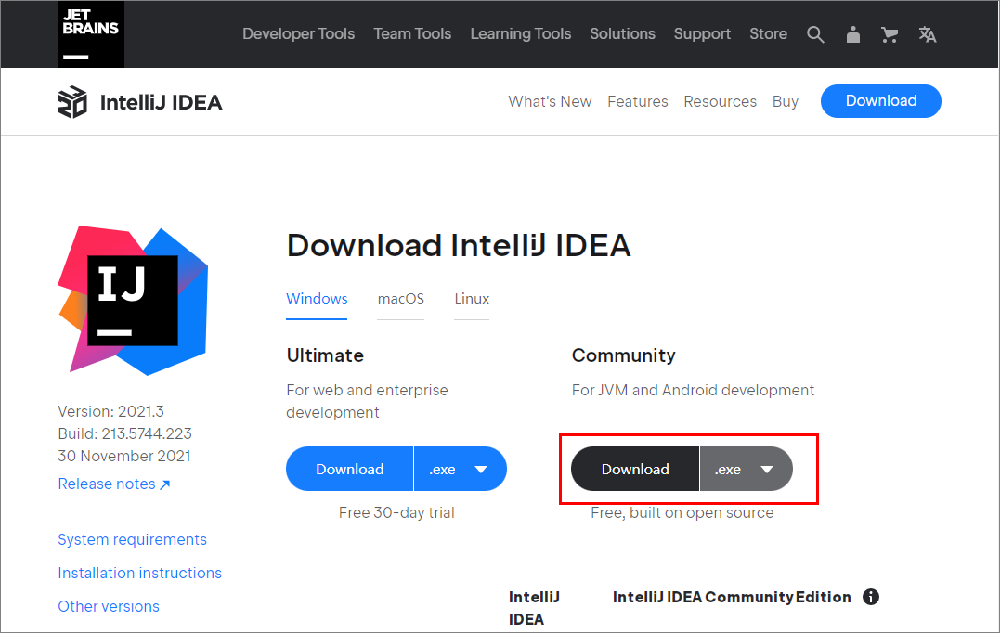 JET
BRAINS
Developer Tools Team Tools Learning Tools Solutions Support Store
IntelliJ IDEA
What's New Features Resources Buy Download
IJ
Version: 2021.3
Build: 213.5744.223
30 November 2021
Release notes ↗
System requirements
Installation instructions
Other versions
Download IntelliJ IDEA
Windows macOS Linux
Ultimate
For web and enterprise
development
Download .exe
Free 30-day trial
Community
For JVM and Android development
Download .exe
Free, built on open source
IntelliJ
IDEA
IntelliJ IDEA Community Edition